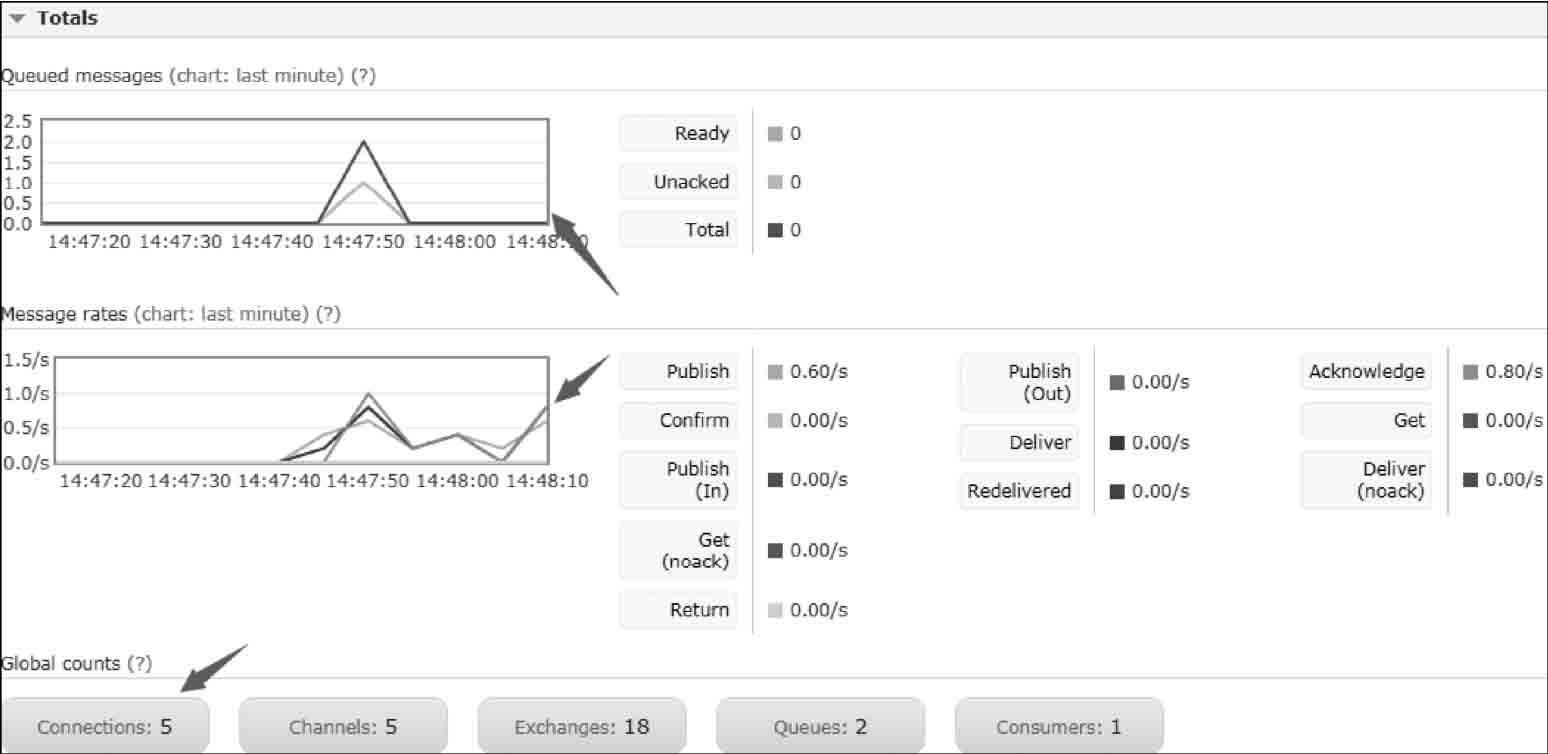 Totals
Queued messages (chart: last minute) (?)
2.5
2.0
1.5
1.0
0.5
0.0
14:47:20 14:47:30 14:47:40 14:47:50 14:48:00
Ready 0
Unacked 0
Total 0
Message rates (chart: last minute) (?)
1.5/s
1.0/s
0.5/s
0.0/s
14:47:20 14:47:30 14:47:40 14:47:50 14:48:00 14:48:10
Publish 0.60/s
Confirm 0.00/s
Publish
(In) 0.00/s
Get
(noack) 0.00/s
Return 0.00/s
Publish
(Out) 0.00/s
Deliver 0.00/s
Redelivered 0.00/s
Acknowledge 0.80/s
Get 0.00/s
Deliver
(noack) 0.00/s
Global counts (?)
Connections: 5 Channels: 5 Exchanges: 18 Queues: 2 Consumers: 1